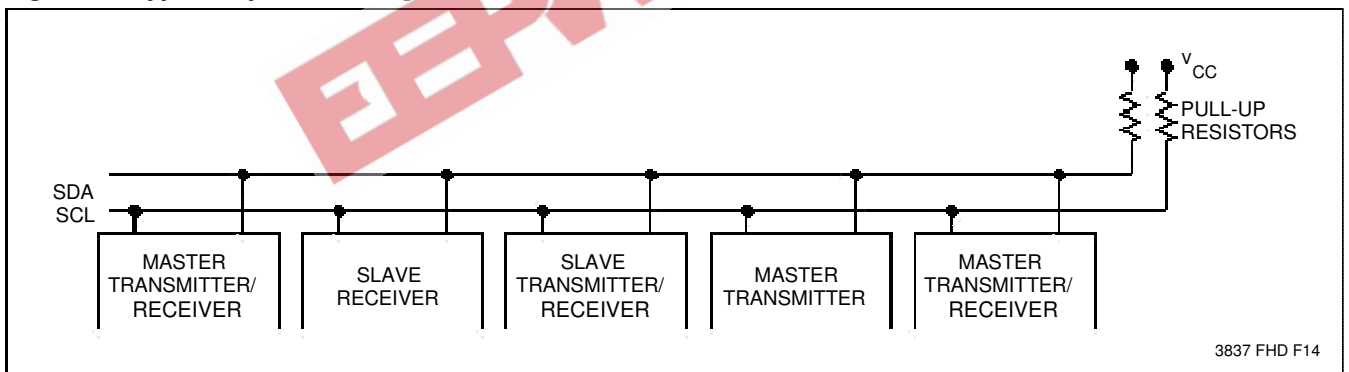 V
CC
PULL-UP
RESISTORS
SDA
SCL
MASTER
TRANSMITTER/
RECEIVER
SLAVE
RECEIVER
SLAVE
TRANSMITTER/
RECEIVER
MASTER
TRANSMITTER
MASTER
TRANSMITTER/
RECEIVER
3837 FHD F14